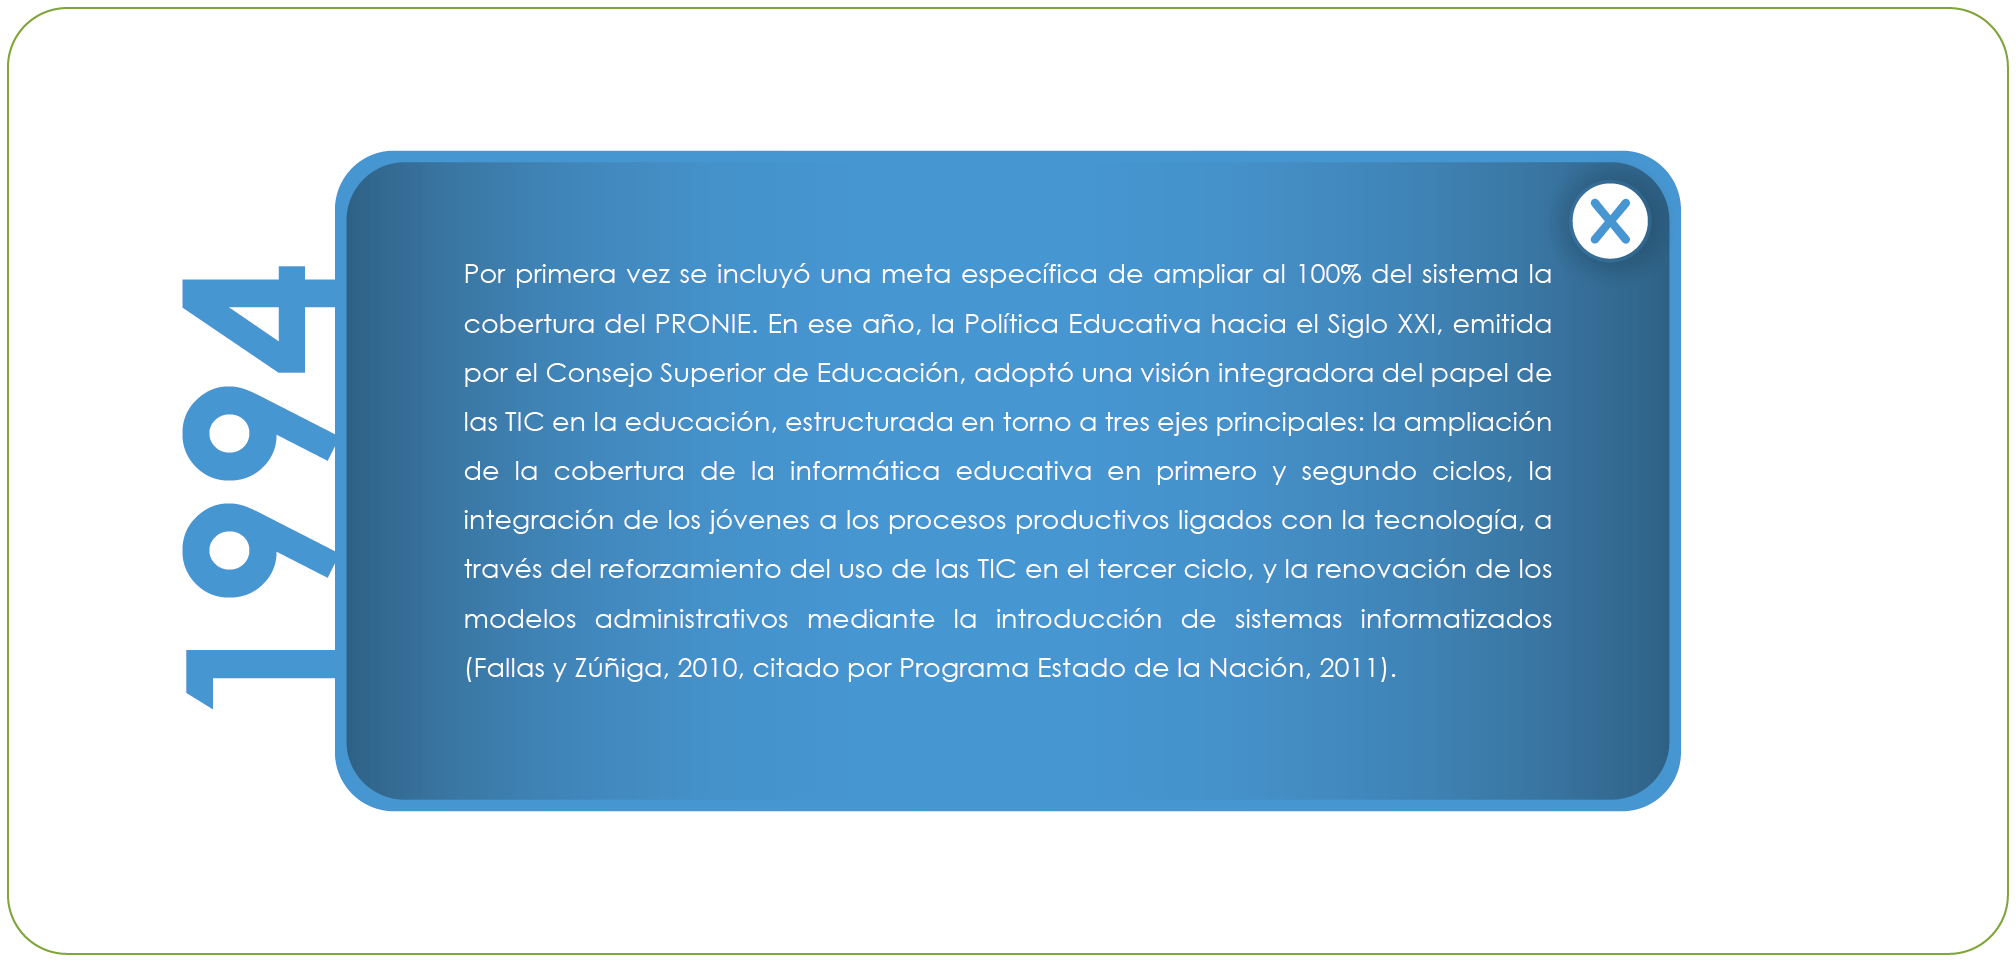 1994
X
Por primera vez se incluyó una meta específica de ampliar al 100% del sistema la
cobertura del PRONIE. En ese año, la Política Educativa hacia el Siglo XXI, emitida
por el Consejo Superior de Educación, adoptó una visión integradora del papel de
las TIC en la educación, estructurada en torno a tres ejes principales: la ampliación
de la cobertura de la informática educativa en primero y segundo ciclos, la
integración de los jóvenes a los procesos productivos ligados con la tecnología, a
través del reforzamiento del uso de las TIC en el tercer ciclo, y la renovación de los
modelos administrativos mediante la introducción de sistemas informatizados
(Fallas y Zúñiga, 2010, citado por Programa Estado de la Nación, 2011).